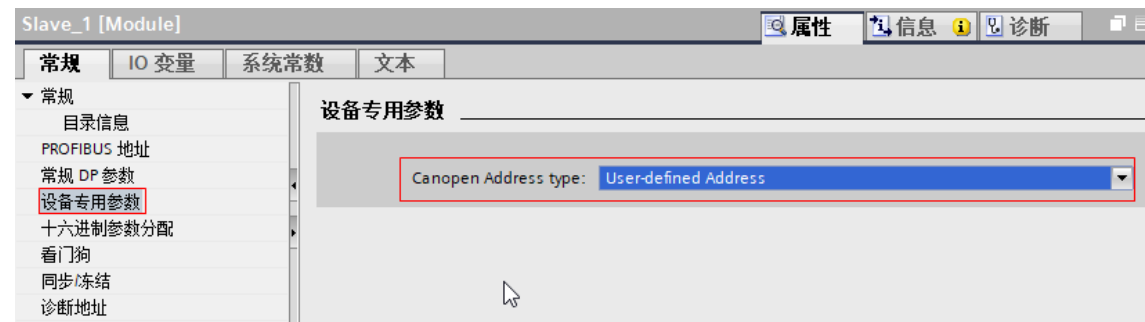 Slave_1 [Module]
属性 信息 诊断
常规 IO 变量 系统常数 文本
常规
目录信息
PROFIBUS 地址
常规 DP 参数
设备专用参数
十六进制参数分配
看门狗
同步/冻结
诊断地址
设备专用参数
Canopen Address type: User-defined Address